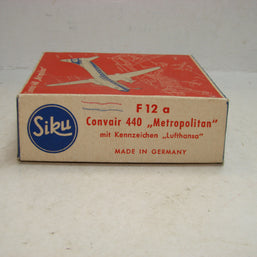 F 12 a
Siku
Convair 440 „Metropolitan"
mit Kennzeichen „Lufthansa"
MADE IN GERMANY